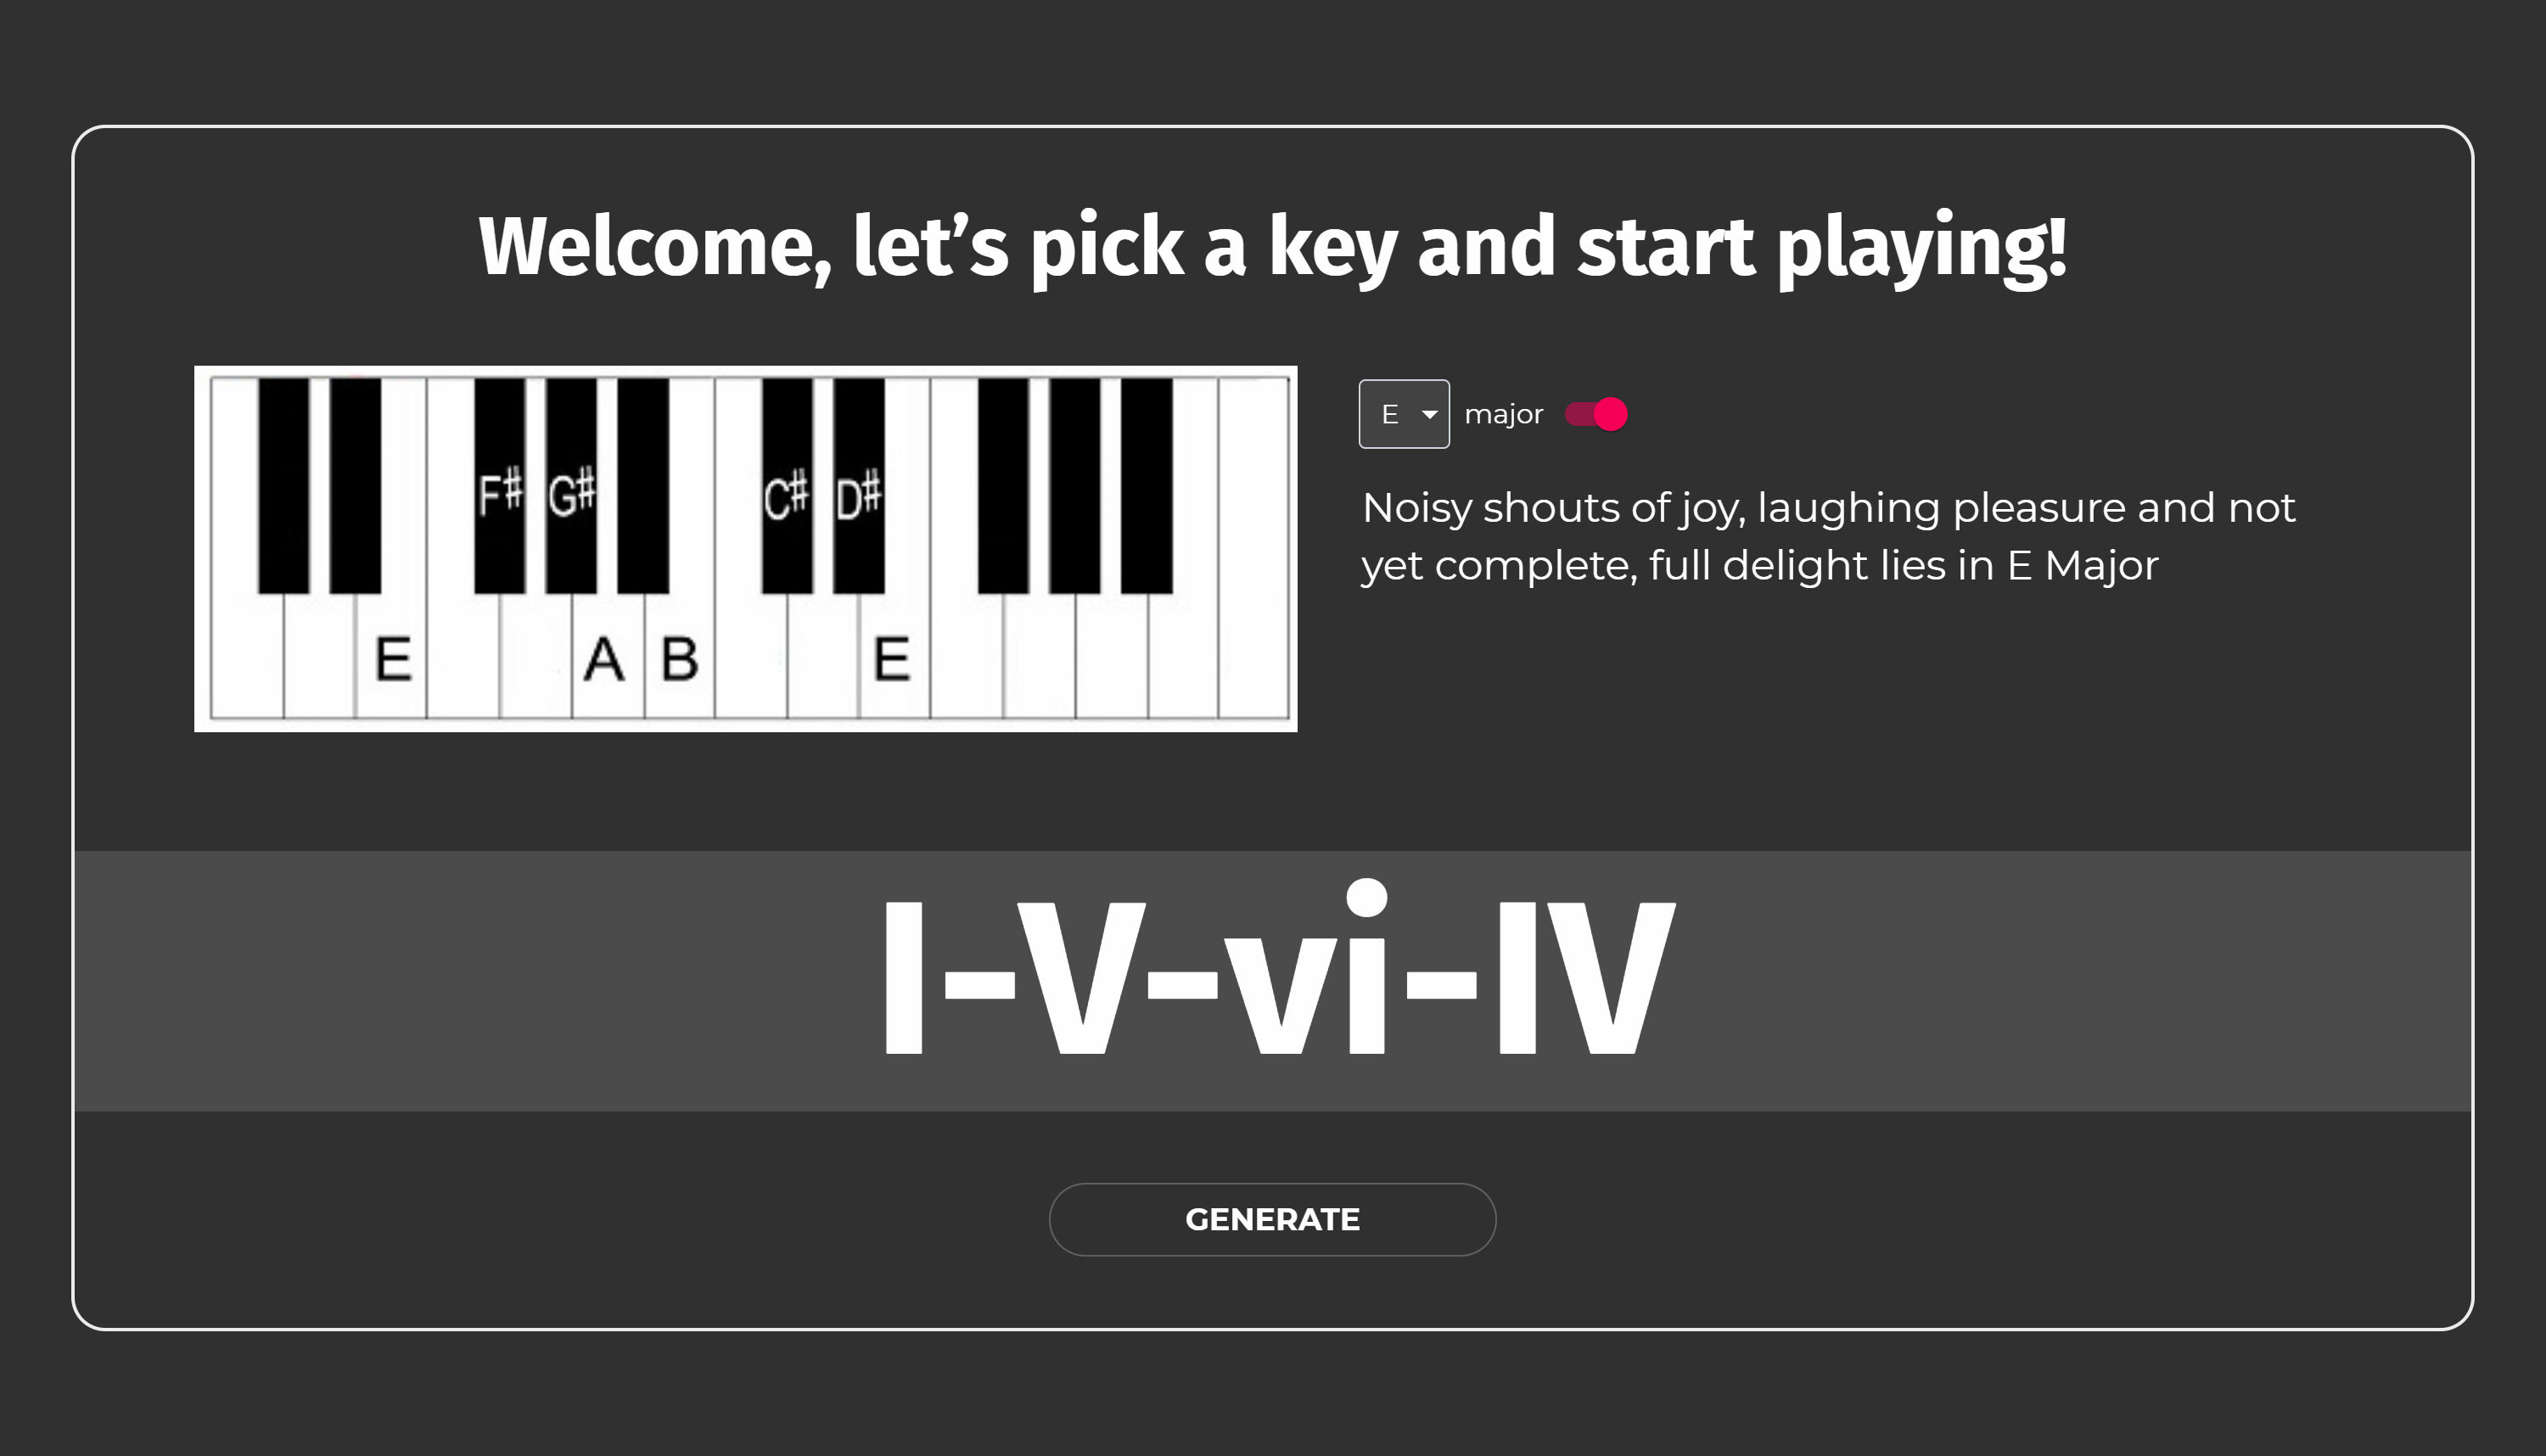 Welcome, let’s pick a key and start playing!
F# G# C# D#
E A B E
E major
Noisy shouts of joy, laughing pleasure and not
yet complete, full delight lies in E Major
I-V-vi-IV
GENERATE